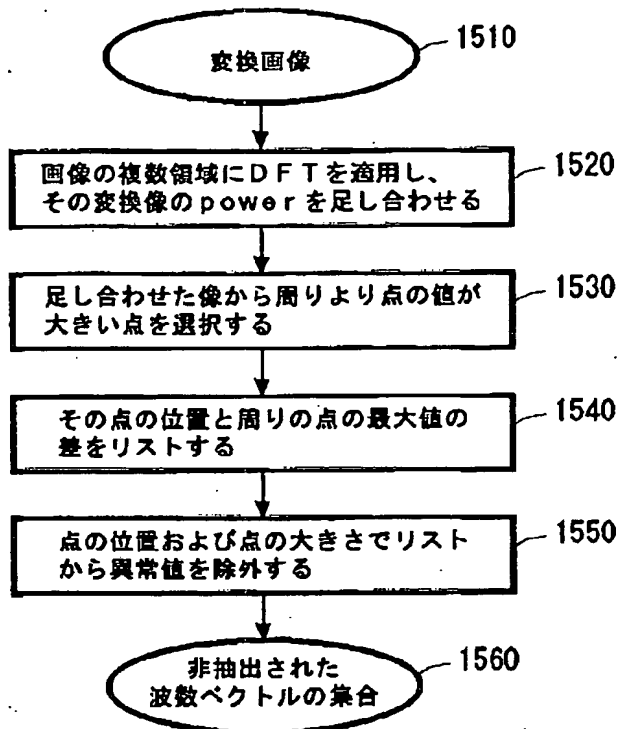 変換画像
1510
画像の複数領域にDFTを適用し、
その変換像のpowerを足し合わせる
1520
足し合わせた像から周りより点の値が
大きい点を選択する
1530
その点の位置と周りの点の最大値の
差をリストする
1540
点の位置および点の大きさでリスト
から異常値を除外する
1550
非抽出された
波数ベクトルの集合
1560